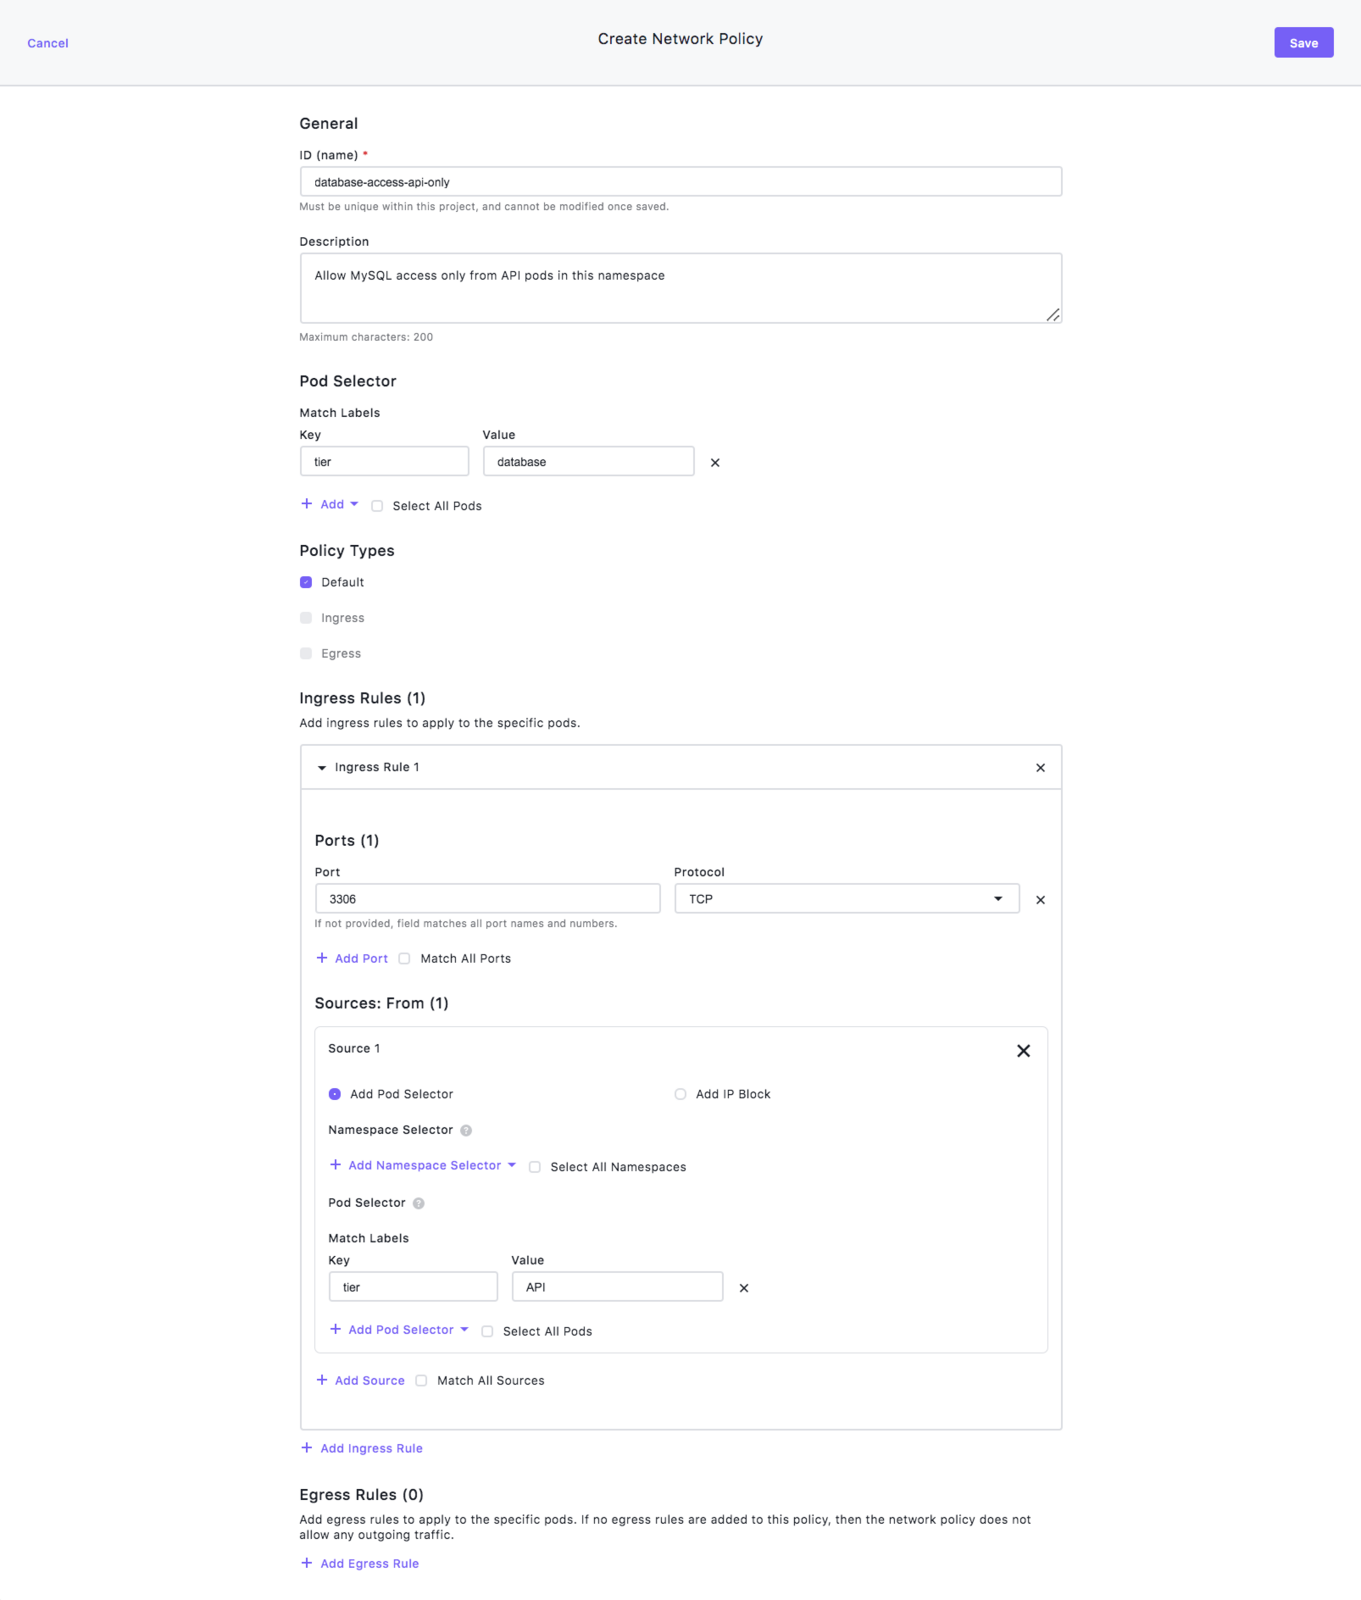 Cancel
Create Network Policy
Save
General
ID (name) *
database-access-api-only
Must be unique within this project, and cannot be modified once saved.
Description
Allow MySQL access only from API pods in this namespace
Maximum characters: 200
Pod Selector
Match Labels
Key Value
tier database
Add Select All Pods
Policy Types
Default
Ingress
Egress
Ingress Rules (1)
Add ingress rules to apply to the specific pods.
Ingress Rule 1
Ports (1)
Port Protocol
3306 TCP
If not provided, field matches all port names and numbers.
Add Port Match All Ports
Sources: From (1)
Source 1
Add Pod Selector Add IP Block
Namespace Selector ?
Add Namespace Selector Select All Namespaces
Pod Selector ?
Match Labels
Key Value
tier API
Add Pod Selector Select All Pods
Add Source Match All Sources
Add Ingress Rule
Egress Rules (0)
Add egress rules to apply to the specific pods. If no egress rules are added to this policy, then the network policy does not
allow any outgoing traffic.
Add Egress Rule